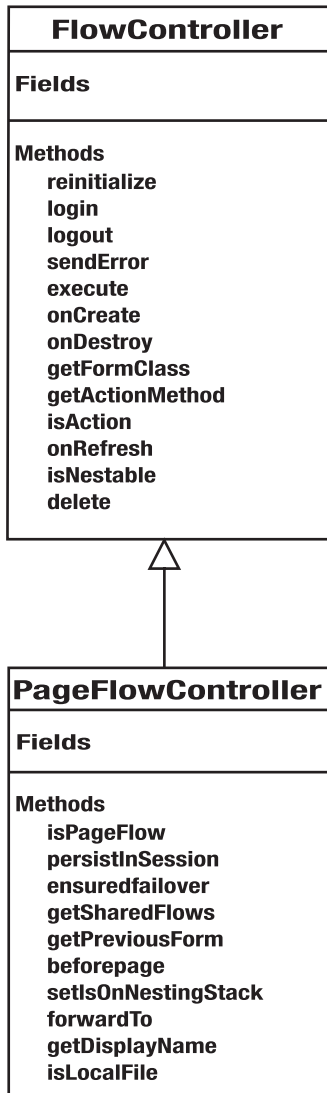 FlowController
Fields
Methods
reinitialize
login
logout
sendError
execute
onCreate
onDestroy
getFormClass
getActionMethod
isAction
onRefresh
isNestable
delete
PageFlowController
Fields
Methods
isPageFlow
persistInSession
ensuredfailover
getSharedFlows
getPreviousForm
beforepage
setIsOnNestingStack
forwardTo
getDisplayName
isLocalFile